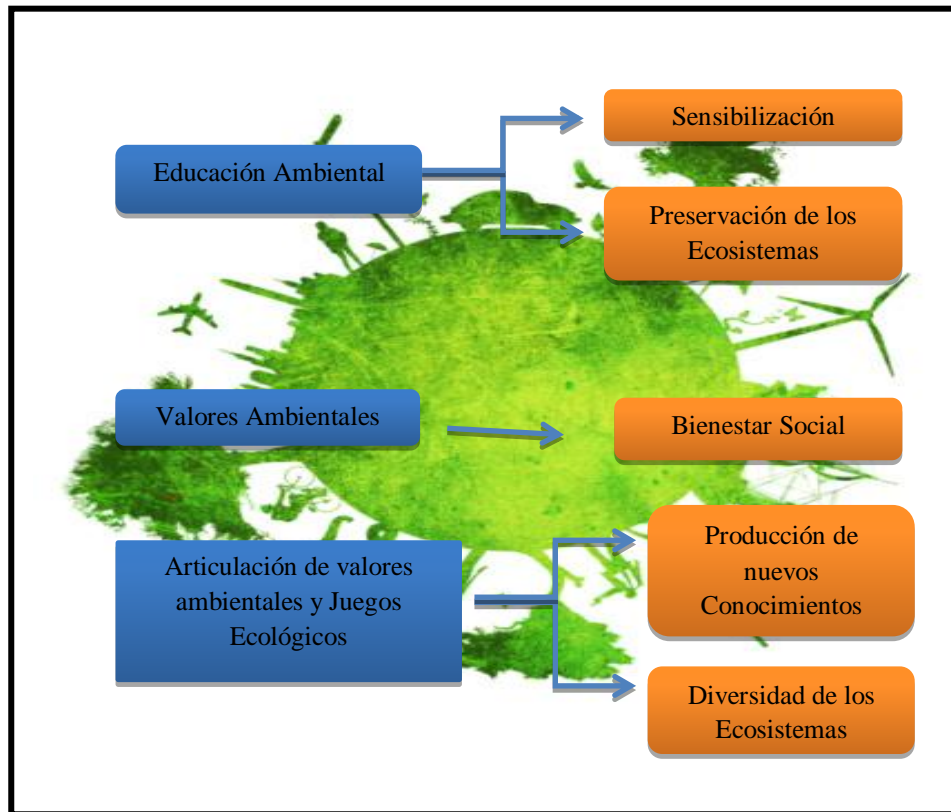 Sensibilización
Educación Ambiental
Preservación de los
Ecosistemas
Valores Ambientales
Bienestar Social
Articulación de valores
ambientales y Juegos
Ecológicos
Producción de
nuevos
Conocimientos
Diversidad de los
Ecosistemas